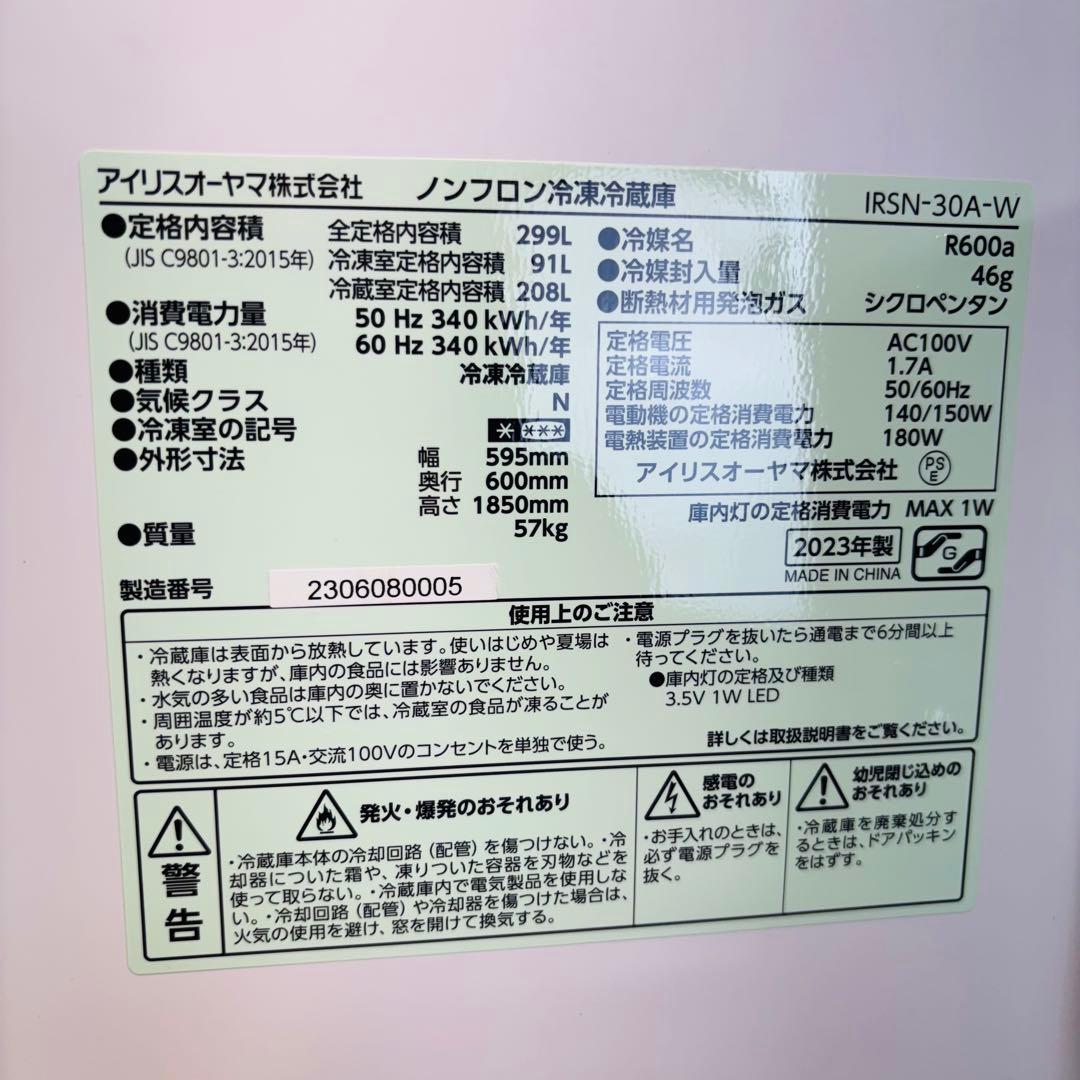 アイリスオーヤマ株式会社 ノンフロン冷凍冷蔵庫 IRSN-30A-W
●定格内容積 全定格内容積 299L
(JIS C9801-3:2015年) 冷凍室定格内容積 91L
冷蔵室定格内容積 208L
●消費電力量 50 Hz 340 kWh/年
(JIS C9801-3:2015年) 60 Hz 340 kWh/年
●種類 冷凍冷蔵庫
●気候クラス N
●冷凍室の記号 * ***
●外形寸法 幅 595mm
奥行 600mm
高さ 1850mm
●質量 57kg
●冷媒名 R600a
●冷媒封入量 46g
●断熱材用発泡ガス シクロペンタン
定格電圧 AC100V
定格電流 1.7A
定格周波数 50/60Hz
電動機の定格消費電力 140/150W
電熱装置の定格消費電力 180W
アイリスオーヤマ株式会社 PSE
庫内灯の定格消費電力 MAX 1W
2023年製
MADE IN CHINA
G
製造番号 2306080005
使用上のご注意
・冷蔵庫は表面から放熱しています。使いはじめや夏場は
熱くなりますが、庫内の食品には影響ありません。
・水気の多い食品は庫内の奥に置かないでください。
・周囲温度が約5℃以下では、冷蔵室の食品が凍ることが
あります。
・電源は、定格15A・交流100Vのコンセントを単独で使う。
・電源プラグを抜いたら通電まで6分間以上
待ってください。
●庫内灯の定格及び種類
3.5V 1W LED
詳しくは取扱説明書をご覧ください。
警告
発火・爆発のおそれあり
・冷蔵庫本体の冷却回路（配管）を傷つけない。・冷
却器についた霜や、凍りついた容器を刃物などを
使って取らない。・冷蔵庫内で電気製品を使用しな
い。・冷却回路（配管）や冷却器を傷つけた場合は、
火気の使用を避け、窓を開けて換気する。
感電の
おそれあり
・お手入れのときは、
必ず電源プラグを
抜く。
幼児閉じ込めの
おそれあり
・冷蔵庫を廃棄処分す
るときは、ドアパッキン
をはずす。